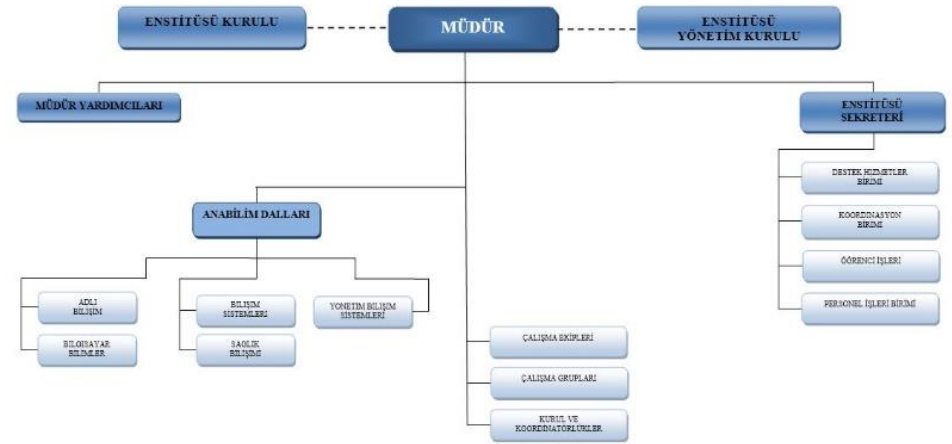 ENSTİTÜSÜ KURULU
MÜDÜR
ENSTİTÜSÜ
YÖNETİM KURULU
MÜDÜR YARDIMCILARI
ENSTİTÜSÜ
SEKRETERİ
DESTEK HİZMETLER
BİRİMİ
KOORDİNASYON
BİRİMİ
ÖĞRENCİ İŞLERİ
PERSONEL İŞLERİ BİRİMİ
ANABİLİM DALLARI
ADLİ
BİLİŞİM
BİLİŞİM
SİSTEMLERİ
YÖNETİM BİLİŞİM
SİSTEMLERİ
BİLGİSAYAR
BİLİMLER
SAĞLIK
BİLİŞİMİ
ÇALIŞMA EKİPLERİ
ÇALIŞMA GRUPLARI
KURUL VE
KOORDİNATÖRLÜKLER